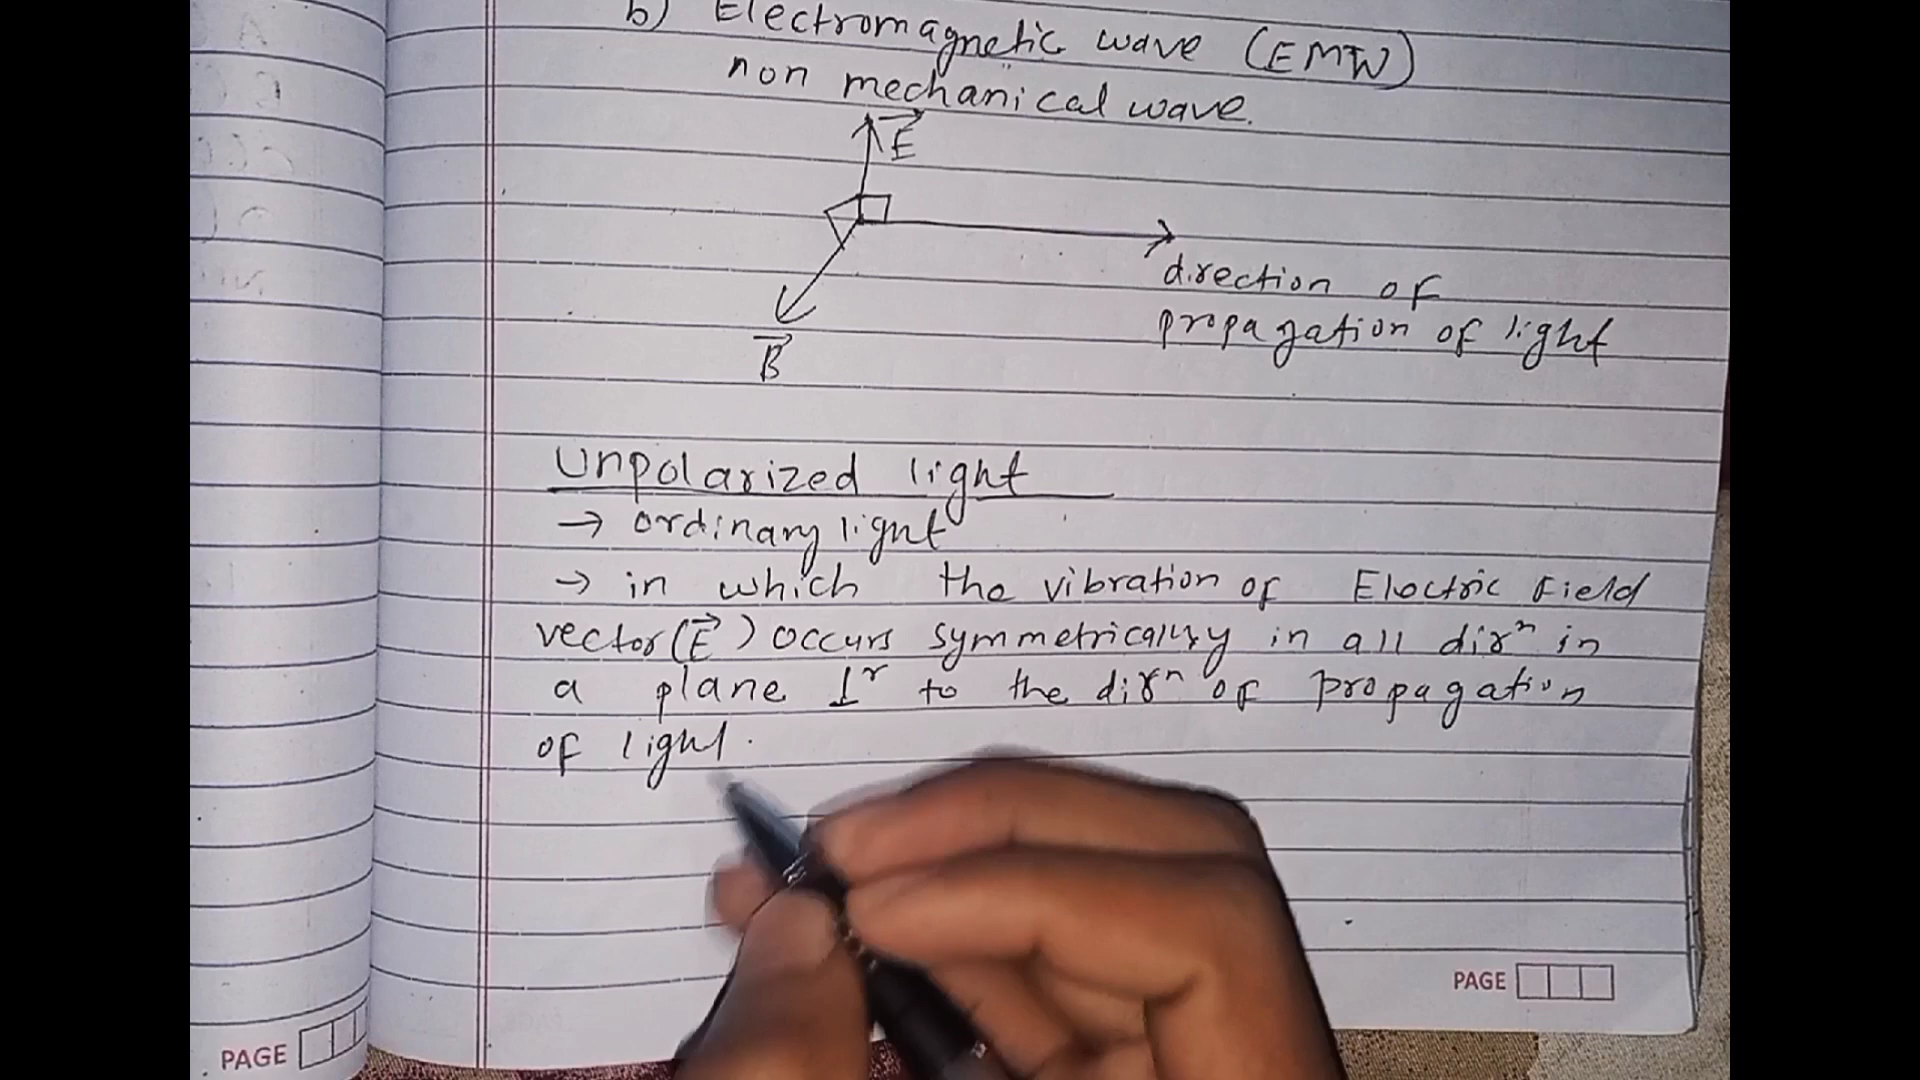 b) Electromagnetic wave (EMW)
non mechanical wave.
E
direction of
propagation of light
B
Unpolarized light
→ ordinary light
→ in which the vibration of Electric Field
vector (E) occurs symmetrically in all dirⁿ in
a plane ⊥ʳ to the dirⁿ of propagation
of light.
PAGE
PAGE